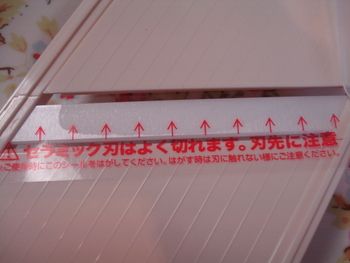 セラミック刃はよく切れます。刃先に注意
ご使用時にこのシールをはがしてください。はがす時は刃に触れない様にご注意ください。